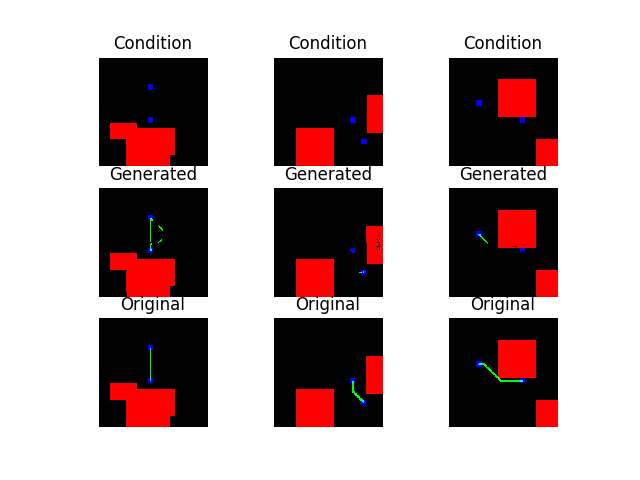 Condition Condition Condition
Generated Generated Generated
Original Original Original